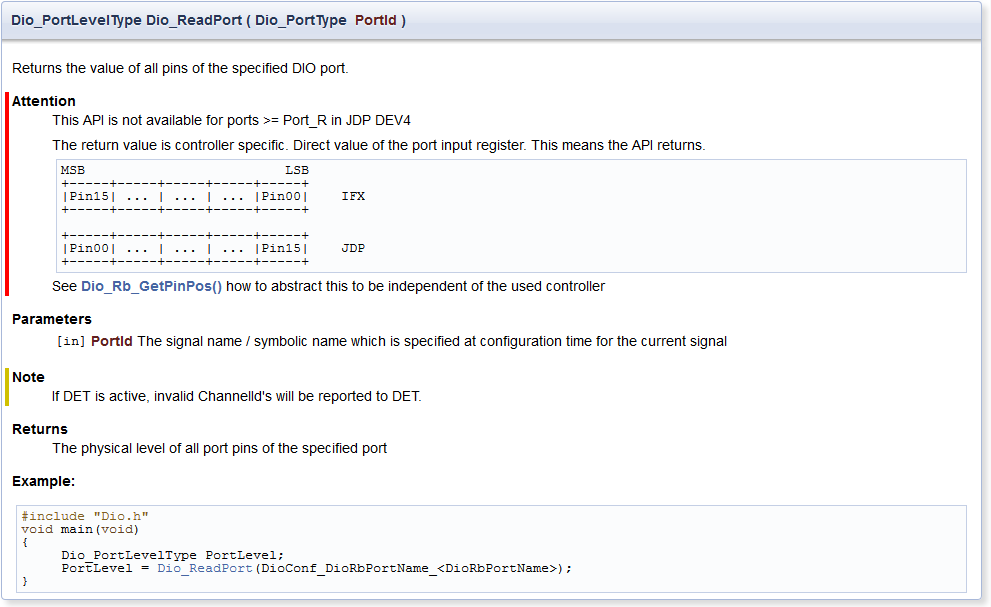 Dio_PortLevelType Dio_ReadPort ( Dio_PortType PortId )
Returns the value of all pins of the specified DIO port.
Attention
This API is not available for ports >= Port_R in JDP DEV4
The return value is controller specific. Direct value of the port input register. This means the API returns.
MSB                         LSB
+-----+-----+-----+-----+-----+
|Pin15| ... | ... | ... |Pin00|    IFX
+-----+-----+-----+-----+-----+
+-----+-----+-----+-----+-----+
|Pin00| ... | ... | ... |Pin15|    JDP
+-----+-----+-----+-----+-----+
See Dio_Rb_GetPinPos() how to abstract this to be independent of the used controller
Parameters
[in] PortId The signal name / symbolic name which is specified at configuration time for the current signal
Note
If DET is active, invalid ChannelId's will be reported to DET.
Returns
The physical level of all port pins of the specified port
Example:
#include "Dio.h"
void main(void)
{
     Dio_PortLevelType PortLevel;
     PortLevel = Dio_ReadPort(DioConf_DioRbPortName_<DioRbPortName>);
}